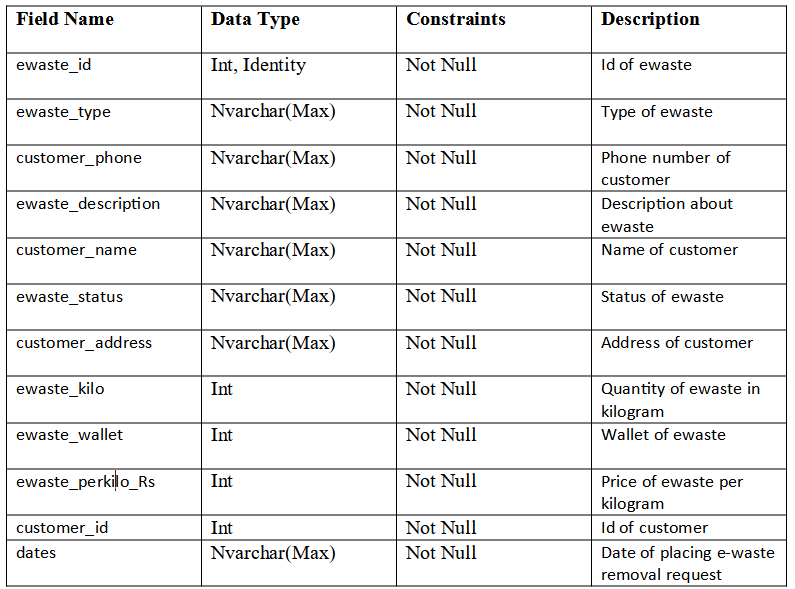 Field Name Data Type Constraints Description
ewaste_id Int, Identity Not Null Id of ewaste
ewaste_type Nvarchar(Max) Not Null Type of ewaste
customer_phone Nvarchar(Max) Not Null Phone number of
customer
ewaste_description Nvarchar(Max) Not Null Description about
ewaste
customer_name Nvarchar(Max) Not Null Name of customer
ewaste_status Nvarchar(Max) Not Null Status of ewaste
customer_address Nvarchar(Max) Not Null Address of customer
ewaste_kilo Int Not Null Quantity of ewaste in
kilogram
ewaste_wallet Int Not Null Wallet of ewaste
ewaste_perkilo_Rs Int Not Null Price of ewaste per
kilogram
customer_id Int Not Null Id of customer
dates Nvarchar(Max) Not Null Date of placing e-waste
removal request